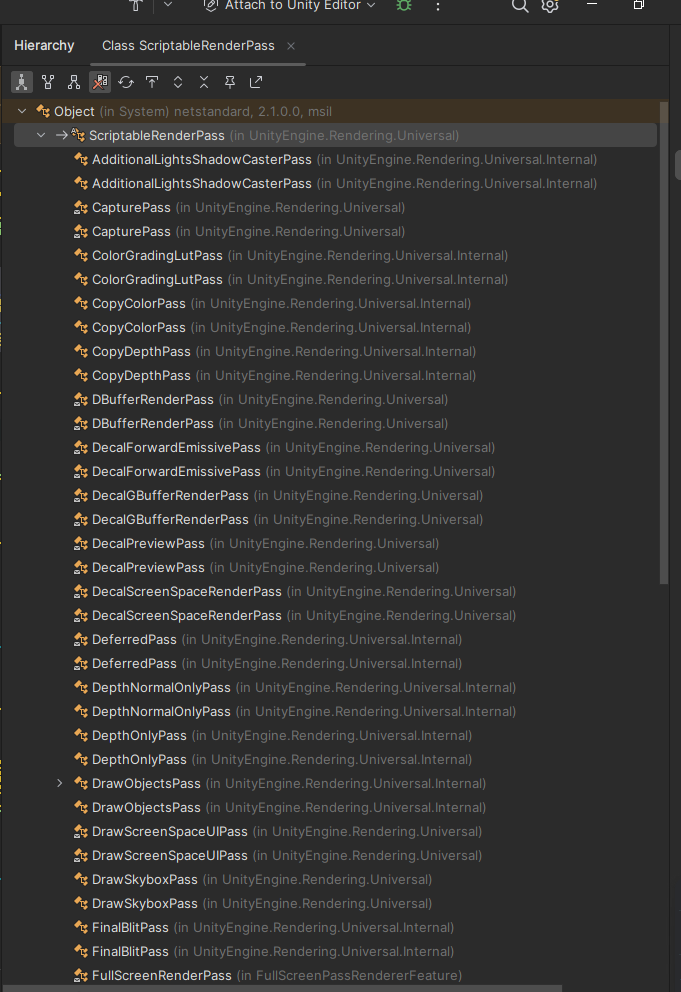 Attach to Unity Editor
Hierarchy Class ScriptableRenderPass
Object (in System) netstandard, 2.1.0.0, msil
ScriptableRenderPass (in UnityEngine.Rendering.Universal)
AdditionalLightsShadowCasterPass (in UnityEngine.Rendering.Universal.Internal)
AdditionalLightsShadowCasterPass (in UnityEngine.Rendering.Universal.Internal)
CapturePass (in UnityEngine.Rendering.Universal)
CapturePass (in UnityEngine.Rendering.Universal)
ColorGradingLutPass (in UnityEngine.Rendering.Universal.Internal)
ColorGradingLutPass (in UnityEngine.Rendering.Universal.Internal)
CopyColorPass (in UnityEngine.Rendering.Universal.Internal)
CopyColorPass (in UnityEngine.Rendering.Universal.Internal)
CopyDepthPass (in UnityEngine.Rendering.Universal.Internal)
CopyDepthPass (in UnityEngine.Rendering.Universal.Internal)
DBufferRenderPass (in UnityEngine.Rendering.Universal)
DBufferRenderPass (in UnityEngine.Rendering.Universal)
DecalForwardEmissivePass (in UnityEngine.Rendering.Universal)
DecalForwardEmissivePass (in UnityEngine.Rendering.Universal)
DecalGBufferRenderPass (in UnityEngine.Rendering.Universal)
DecalGBufferRenderPass (in UnityEngine.Rendering.Universal)
DecalPreviewPass (in UnityEngine.Rendering.Universal)
DecalPreviewPass (in UnityEngine.Rendering.Universal)
DecalScreenSpaceRenderPass (in UnityEngine.Rendering.Universal)
DecalScreenSpaceRenderPass (in UnityEngine.Rendering.Universal)
DeferredPass (in UnityEngine.Rendering.Universal.Internal)
DeferredPass (in UnityEngine.Rendering.Universal.Internal)
DepthNormalOnlyPass (in UnityEngine.Rendering.Universal.Internal)
DepthNormalOnlyPass (in UnityEngine.Rendering.Universal.Internal)
DepthOnlyPass (in UnityEngine.Rendering.Universal.Internal)
DepthOnlyPass (in UnityEngine.Rendering.Universal.Internal)
DrawObjectsPass (in UnityEngine.Rendering.Universal.Internal)
DrawObjectsPass (in UnityEngine.Rendering.Universal.Internal)
DrawScreenSpaceUIPass (in UnityEngine.Rendering.Universal)
DrawScreenSpaceUIPass (in UnityEngine.Rendering.Universal)
DrawSkyboxPass (in UnityEngine.Rendering.Universal)
DrawSkyboxPass (in UnityEngine.Rendering.Universal)
FinalBlitPass (in UnityEngine.Rendering.Universal.Internal)
FinalBlitPass (in UnityEngine.Rendering.Universal.Internal)
FullScreenRenderPass (in FullScreenPassRendererFeature)